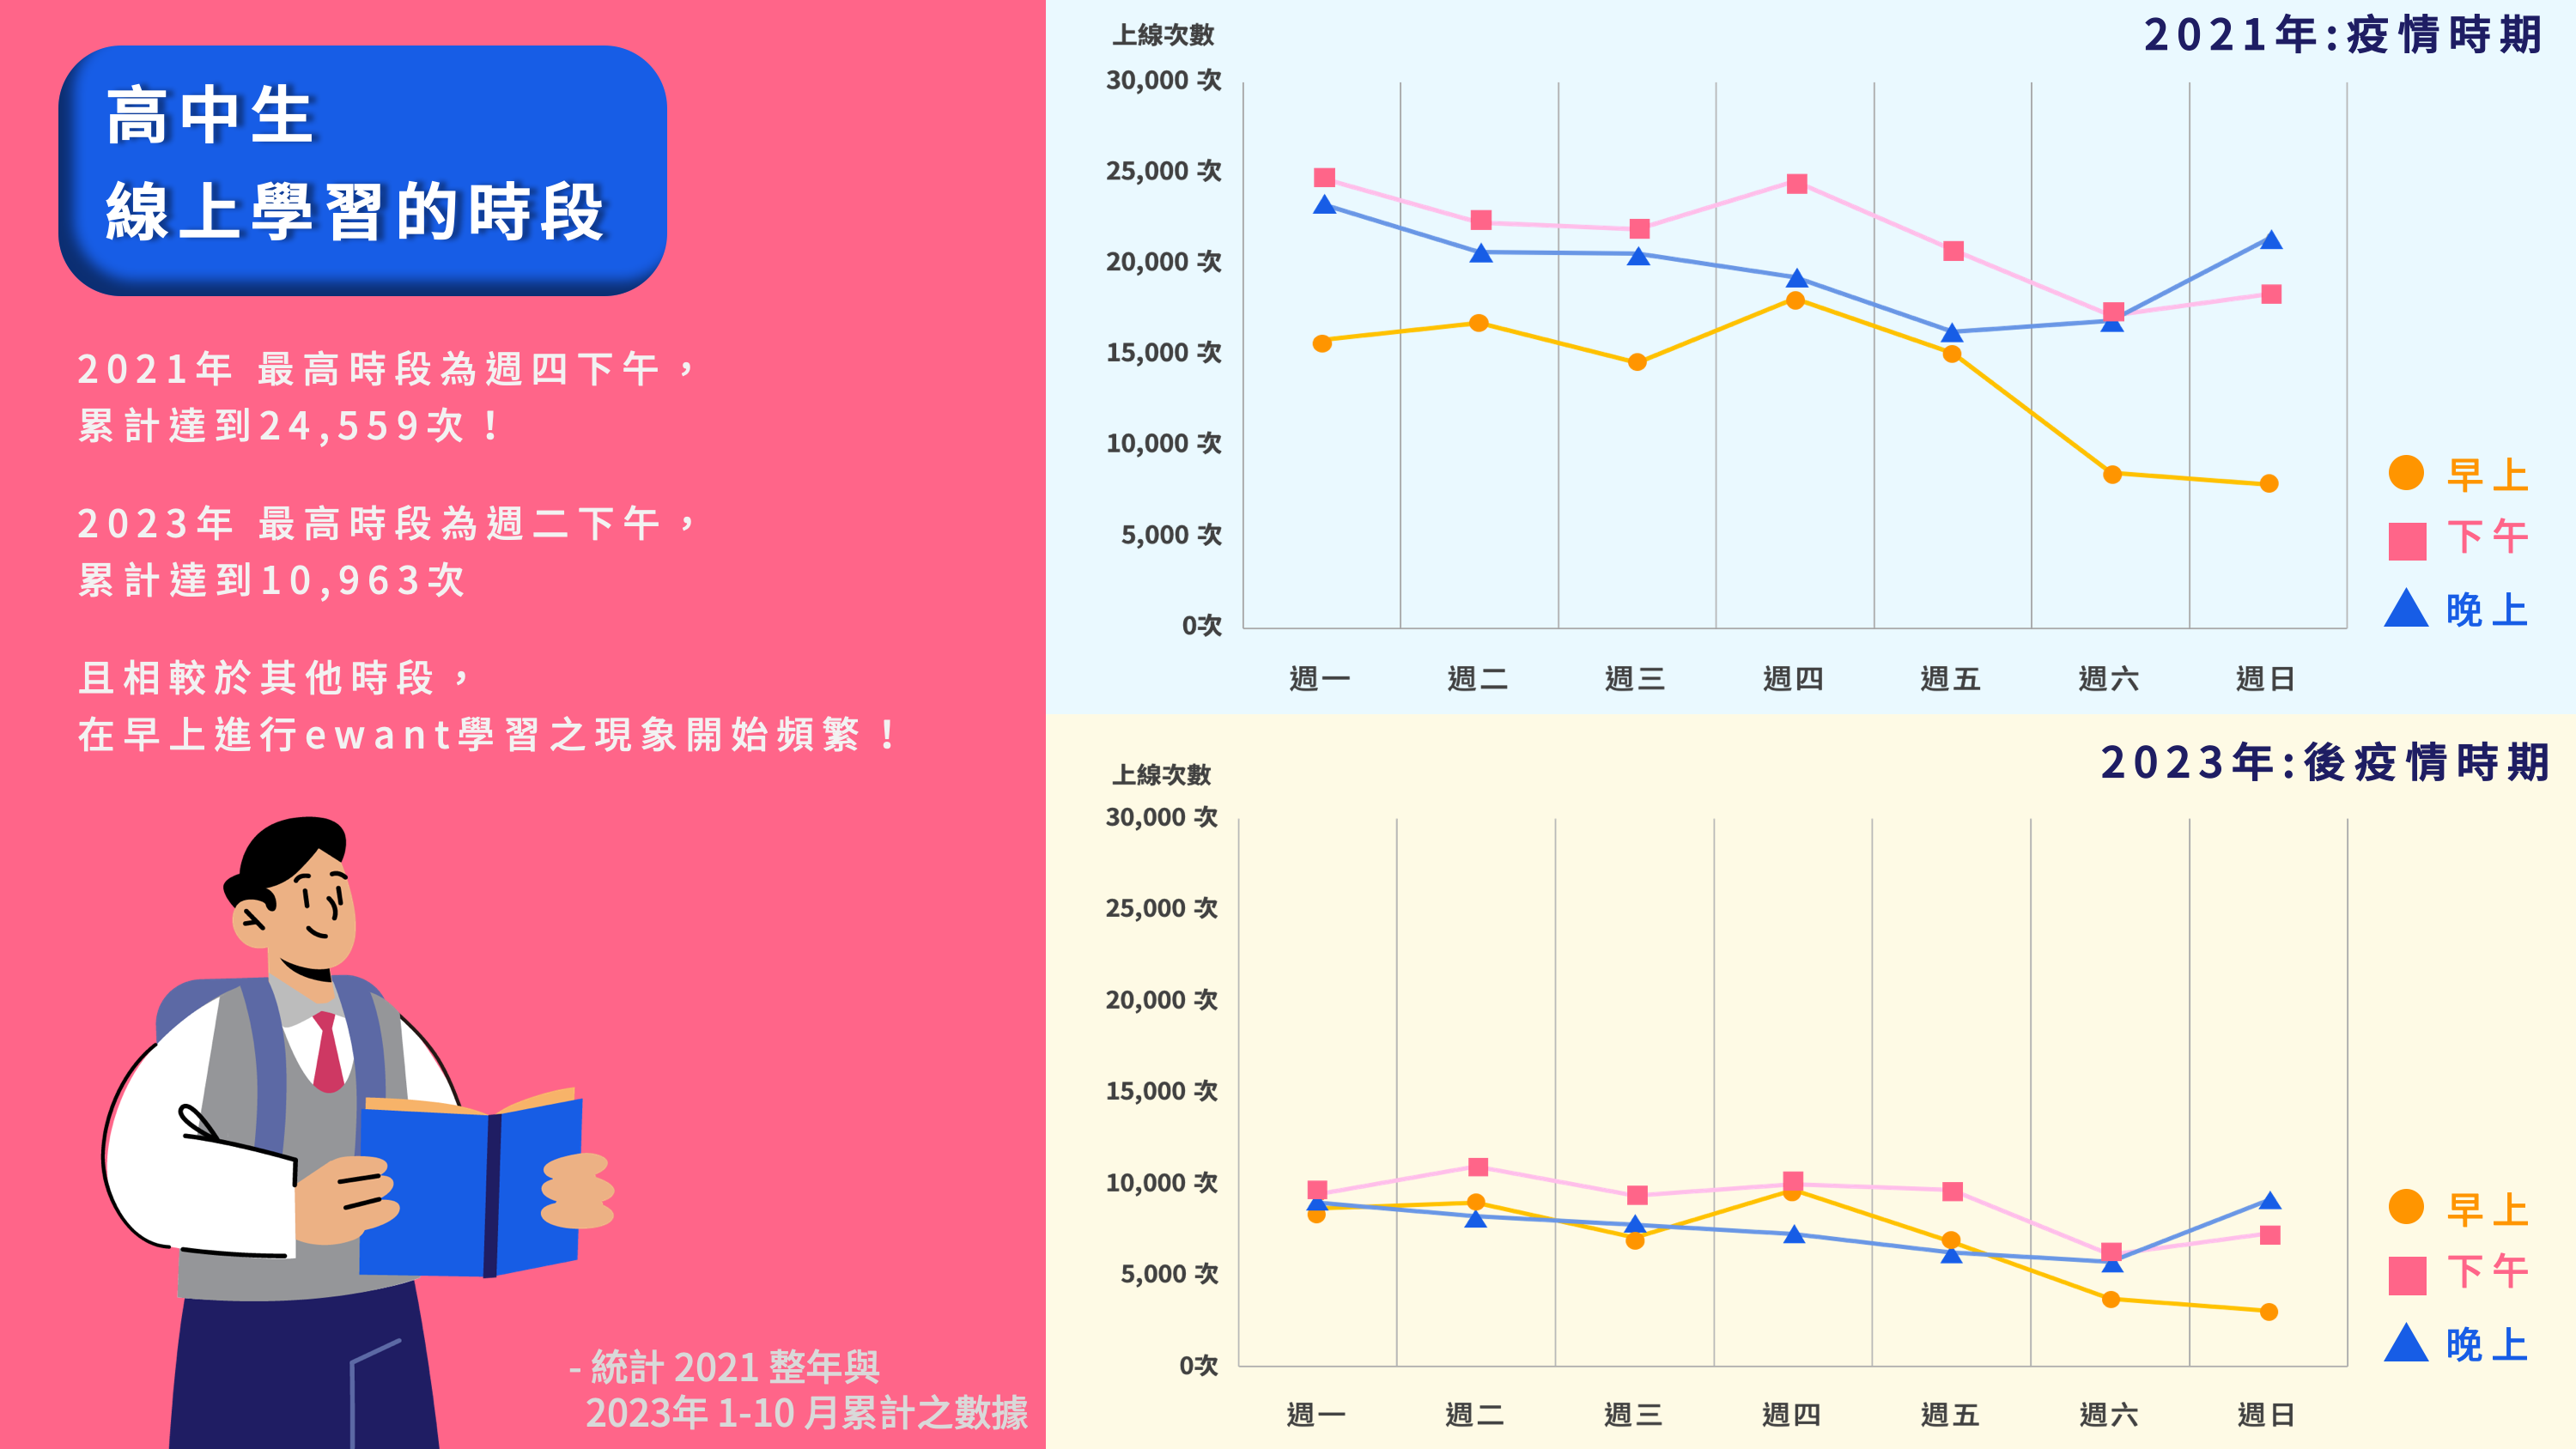 高中生
線上學習的時段
2021年 最高時段為週四下午，
累計達到24,559次！
2023年 最高時段為週二下午，
累計達到10,963次
且相較於其他時段，
在早上進行ewant學習之現象開始頻繁！
- 統計 2021 整年與
2023年 1-10 月累計之數據
2021年:疫情時期
上線次數
30,000 次
25,000 次
20,000 次
15,000 次
10,000 次
5,000 次
0次
週一
週二
週三
週四
週五
週六
週日
早上
下午
晚上
2023年:後疫情時期
上線次數
30,000 次
25,000 次
20,000 次
15,000 次
10,000 次
5,000 次
0次
週一
週二
週三
週四
週五
週六
週日
早上
下午
晚上